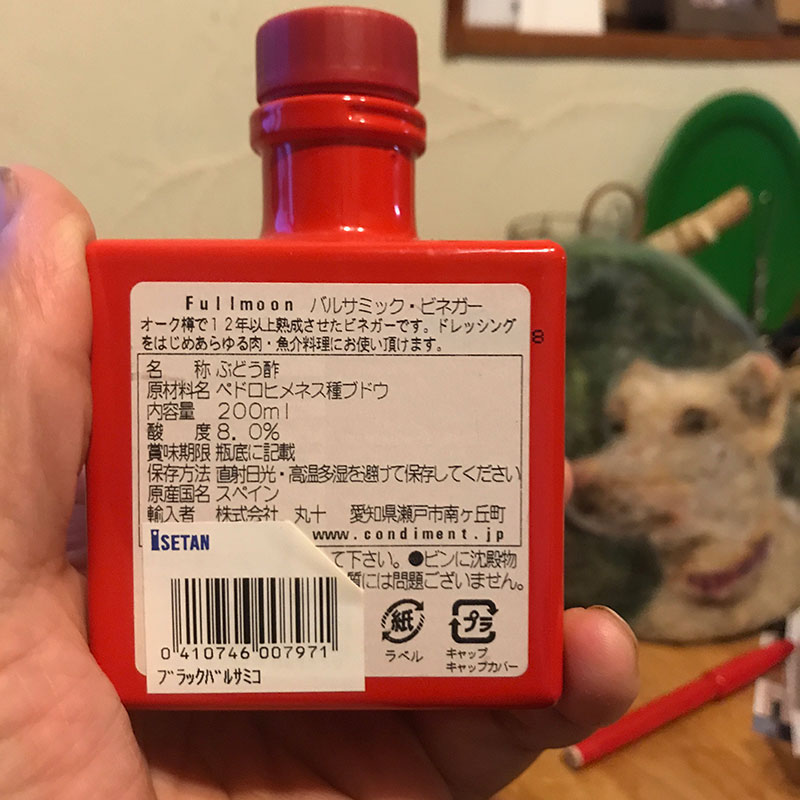 Fullmoon バルサミック・ビネガー
オーク樽で12年以上熟成させたビネガーです。ドレッシング
をはじめあらゆる肉・魚介料理にお使い頂けます。
名 称 ぶどう酢
原材料名 ペドロヒメネス種ブドウ
内容量 200ml
酸 度 8.0%
賞味期限 瓶底に記載
保存方法 直射日光・高温多湿を避けて保存してください
原産国名 スペイン
輸入者 株式会社 丸十 愛知県瀬戸市南ヶ丘町
www.condiment.jp
て下さい。●ビンに沈殿物
質には問題ございません。
ISETAN
0 410746 007971
ブラックバルサミコ
紙
ラベル
プラ
キャップ
キャップカバー
8